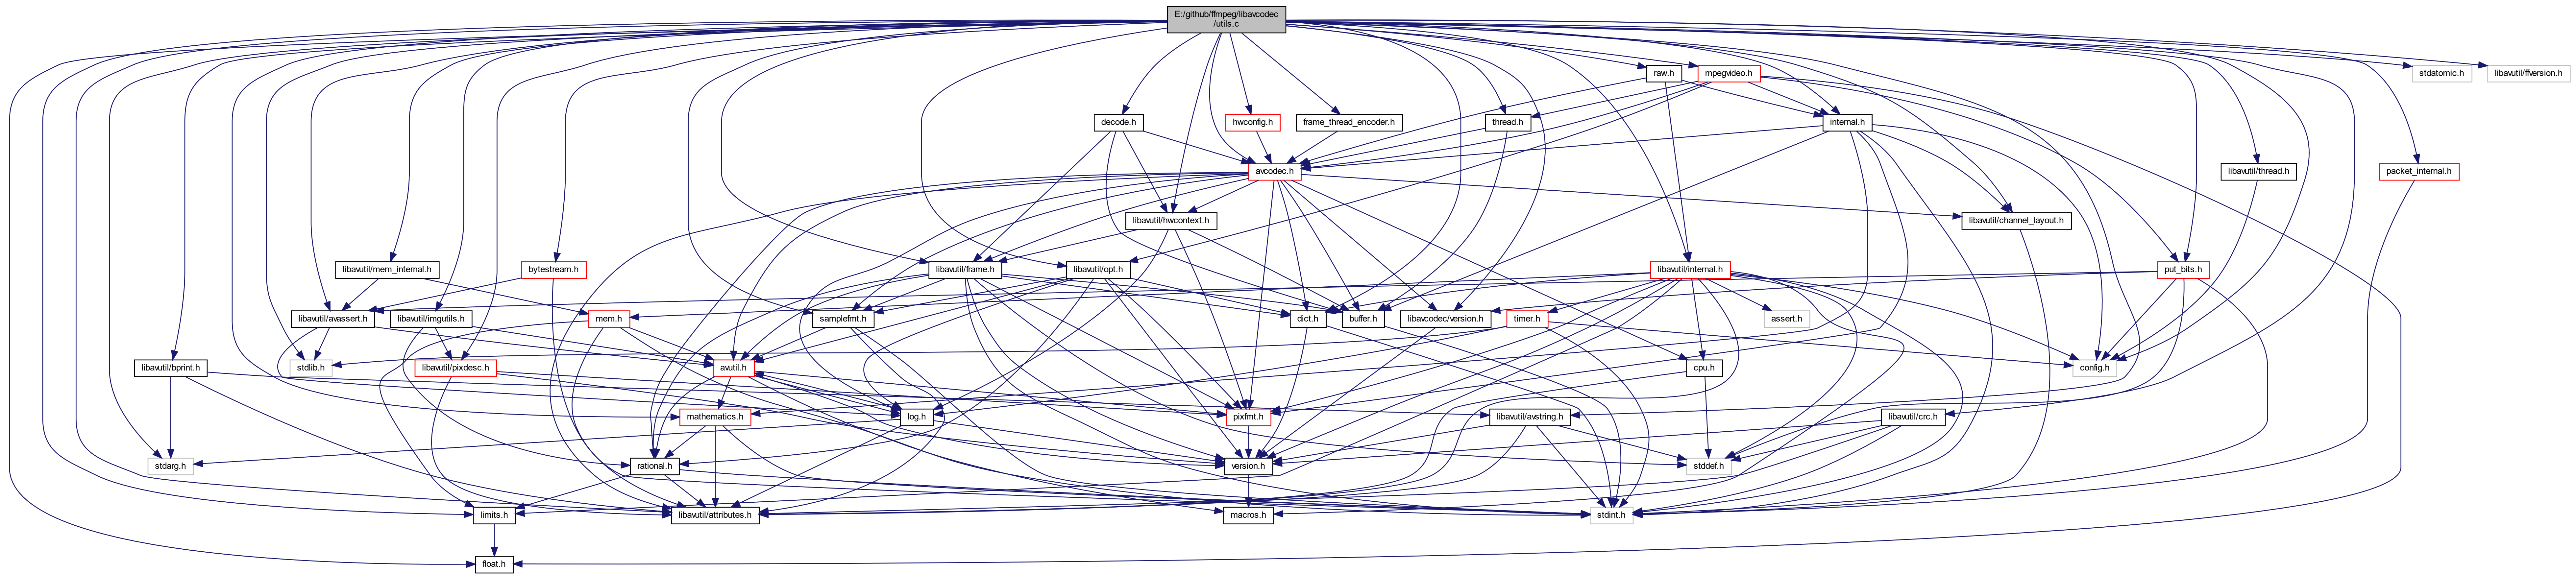 E:/github/ffmpeg/libavcodec
/utils.c
raw.h
mpegvideo.h
stdatomic.h
libavutil/ffversion.h
decode.h
hwconfig.h
frame_thread_encoder.h
thread.h
internal.h
avcodec.h
libavutil/thread.h
packet_internal.h
libavutil/hwcontext.h
libavutil/channel_layout.h
libavutil/mem_internal.h
bytestream.h
libavutil/frame.h
libavutil/opt.h
libavutil/internal.h
put_bits.h
libavutil/avassert.h
libavutil/imgutils.h
mem.h
samplefmt.h
dict.h
buffer.h
libavcodec/version.h
timer.h
assert.h
libavutil/bprint.h
stdlib.h
libavutil/pixdesc.h
avutil.h
cpu.h
config.h
mathematics.h
log.h
pixfmt.h
libavutil/avstring.h
libavutil/crc.h
stdarg.h
rational.h
version.h
stddef.h
limits.h
libavutil/attributes.h
macros.h
stdint.h
float.h